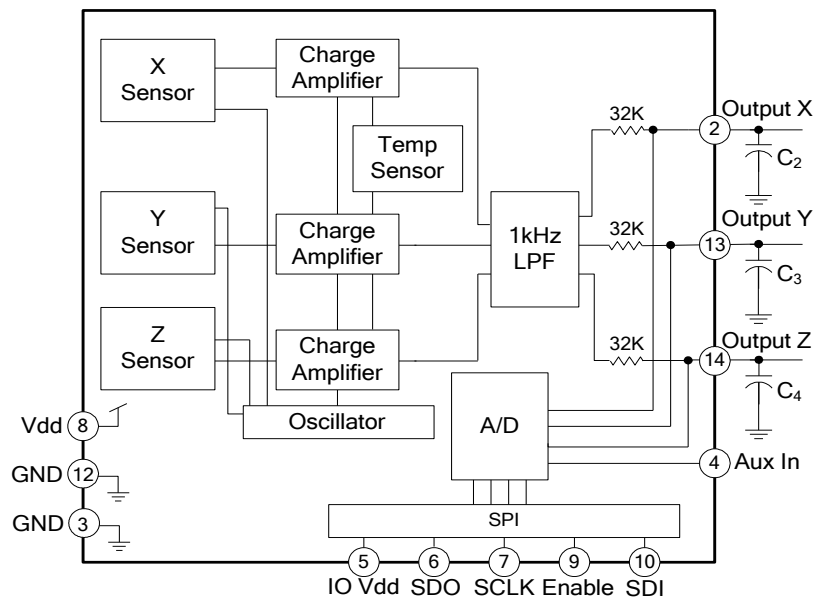 X
Sensor
Charge
Amplifier
Temp
Sensor
Y
Sensor
Charge
Amplifier
Z
Sensor
Charge
Amplifier
Oscillator
1kHz
LPF
32K
32K
32K
2
Output X
C2
13
Output Y
C3
14
Output Z
C4
A/D
4
Aux In
Vdd
8
GND
12
GND
3
SPI
5
6
7
9
10
IO Vdd
SDO
SCLK
Enable
SDI